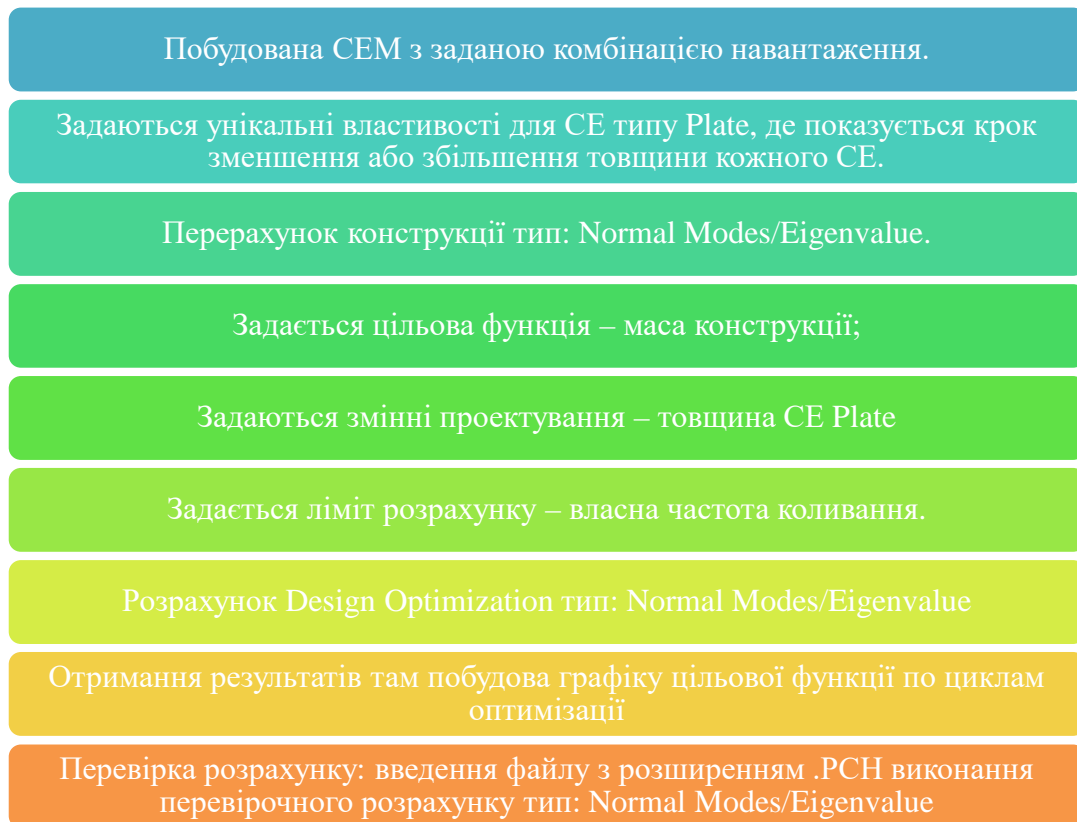 Побудована СЕМ з заданою комбінацією навантаження.
Задаються унікальні властивості для СЕ типу Plate, де показується крок
зменшення або збільшення товщини кожного СЕ.
Перерахунок конструкції тип: Normal Modes/Eigenvalue.
Задається цільова функція – маса конструкції;
Задаються змінні проектування – товщина СЕ Plate
Задається ліміт розрахунку – власна частота коливання.
Розрахунок Design Optimization тип: Normal Modes/Eigenvalue
Отримання результатів там побудова графіку цільової функції по циклам
оптимізації
Перевірка розрахунку: введення файлу з розширенням .PCH виконання
перевірочного розрахунку тип: Normal Modes/Eigenvalue